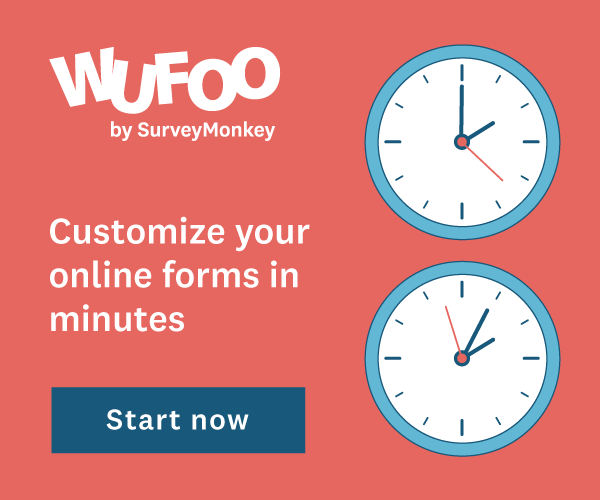 WUFOO
by SurveyMonkey
Customize your
online forms in
minutes
Start now